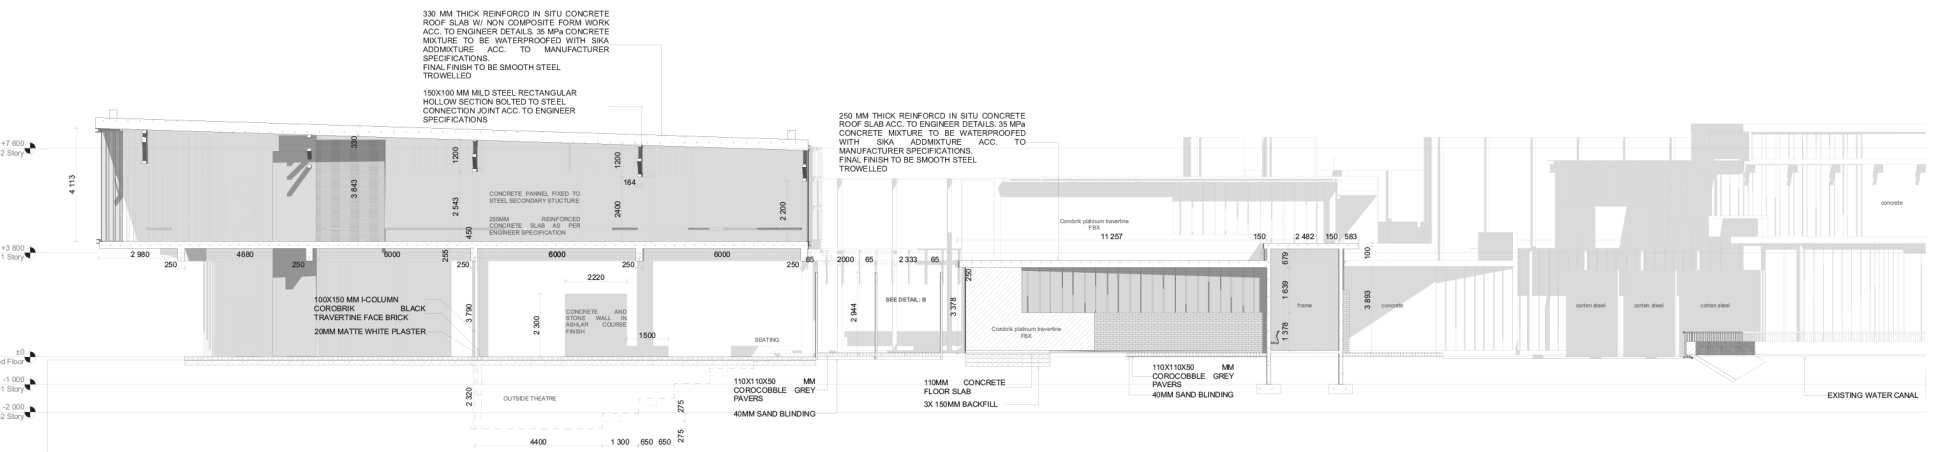 330 MM THICK REINFORCD IN SITU CONCRETE
ROOF SLAB W/ NON COMPOSITE FORM WORK
ACC. TO ENGINEER DETAILS. 35 MPa CONCRETE
MIXTURE TO BE WATERPROOFED WITH SIKA
ADDMIXTURE ACC. TO MANUFACTURER
SPECIFICATIONS.
FINAL FINISH TO BE SMOOTH STEEL
TROWELLED
150X100 MM MILD STEEL RECTANGULAR
HOLLOW SECTION BOLTED TO STEEL
CONNECTION JOINT ACC. TO ENGINEER
SPECIFICATIONS
250 MM THICK REINFORCD IN SITU CONCRETE
ROOF SLAB ACC. TO ENGINEER DETAILS. 35 MPa
CONCRETE MIXTURE TO BE WATERPROOFED
WITH SIKA ADDMIXTURE ACC. TO
MANUFACTURER SPECIFICATIONS.
FINAL FINISH TO BE SMOOTH STEEL
TROWELLED
+7 600
2 Story
4 113
330
3 843
1200
2 543
450
1200
164
2400
2 200
CONCRETE PANNEL FIXED TO
STEEL SECONDARY STUCTURE
255MM REINFORCED
CONCRETE SLAB AS PER
ENGINEER SPECIFICATION
Corobrik platinum travertine
FBX
concrete
11 257
150
2 482
150
583
100
+3 800
1 Story
2 980
250
4680
250
6000
255
250
6000
250
6000
250
65
2000
65
2 333
65
250
679
2220
100X150 MM I-COLUMN
COROBRIK BLACK
TRAVERTINE FACE BRICK
20MM MATTE WHITE PLASTER
3 790
2 300
CONCRETE AND
STONE WALL IN
ASHLAR COURSE
FINISH
1500
SEATING
2 944
SEE DETAIL: B
3 378
Corobrik platinum travertine
FBX
1 639
1 378
frame
3 893
concrete
corten steel
corten steel
corten steel
±0
nd Floor
-1 000
-1 Story
-2 000
-2 Story
2 320
OUTSIDE THEATRE
275
275
4400
1 300
650
650
110X110X50 MM
COROCOBBLE GREY
PAVERS
40MM SAND BLINDING
110MM CONCRETE
FLOOR SLAB
3X 150MM BACKFILL
110X110X50 MM
COROCOBBLE GREY
PAVERS
40MM SAND BLINDING
EXISTING WATER CANAL